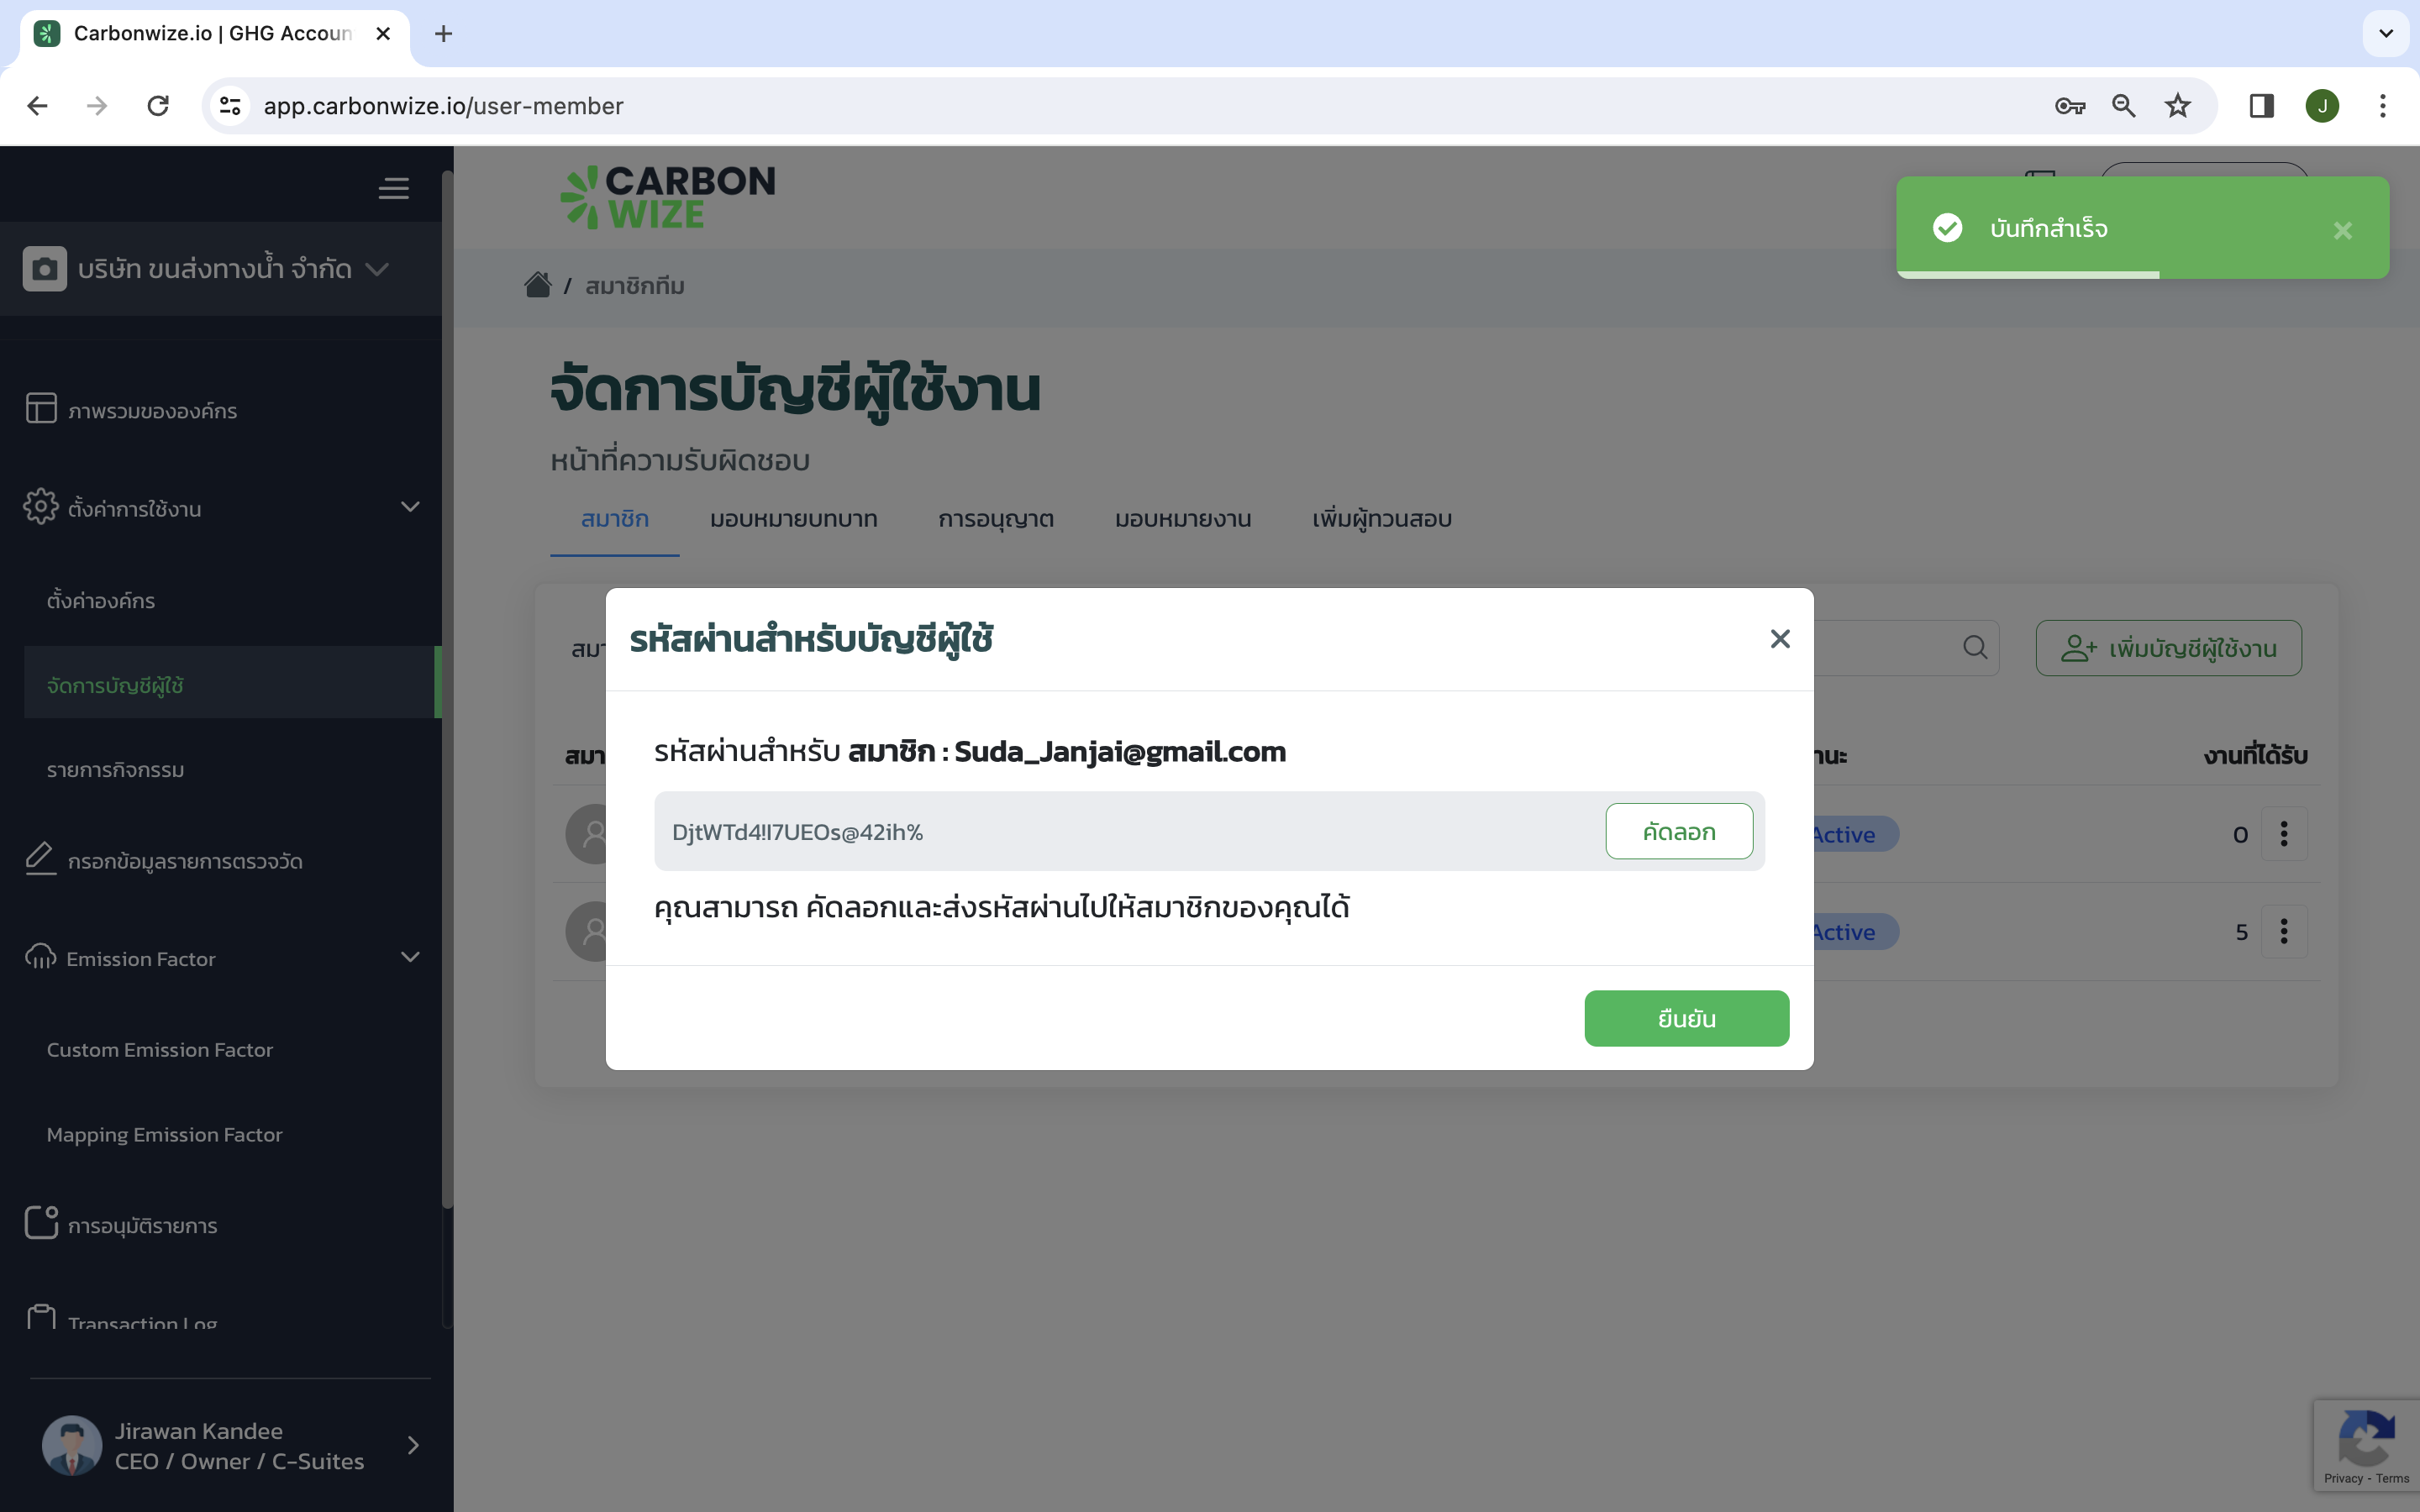 Carbonwize.io | GHG Accoun
app.carbonwize.io/user-member
J
บริษัท ขนส่งทางน้ำ จำกัด
ภาพรวมขององค์กร
ตั้งค่าการใช้งาน
ตั้งค่าองค์กร
จัดการบัญชีผู้ใช้
รายการกิจกรรม
กรอกข้อมูลรายการตรวจวัด
Emission Factor
Custom Emission Factor
Mapping Emission Factor
การอนุมัติรายการ
Transaction Log
Jirawan Kandee
CEO / Owner / C-Suites
CARBON
WIZE
บันทึกสำเร็จ
/ สมาชิกทีม
จัดการบัญชีผู้ใช้งาน
หน้าที่ความรับผิดชอบ
สมาชิก มอบหมายบทบาท การอนุญาต มอบหมายงาน เพิ่มผู้ทวนสอบ
เพิ่มบัญชีผู้ใช้งาน
งานที่ได้รับ
Active 0
Active 5
รหัสผ่านสำหรับบัญชีผู้ใช้
รหัสผ่านสำหรับ สมาชิก : Suda_Janjai@gmail.com
DjtWTd4!I7UEOs@42ih% คัดลอก
คุณสามารถ คัดลอกและส่งรหัสผ่านไปให้สมาชิกของคุณได้
ยืนยัน
Privacy - Terms